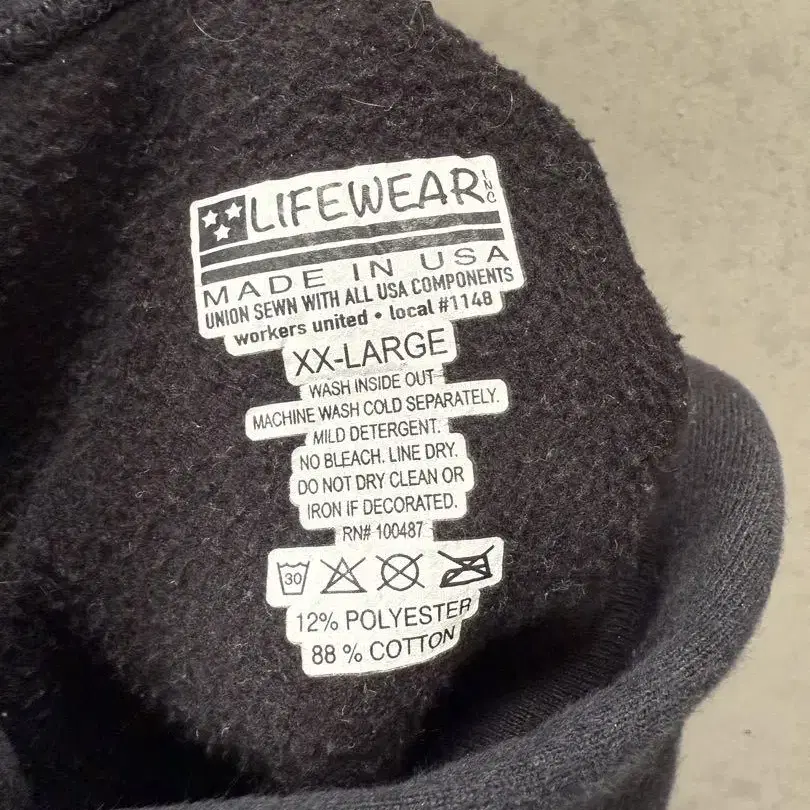 LIFEWEAR INC
MADE IN USA
UNION SEWN WITH ALL USA COMPONENTS
workers united • local #1148
XX-LARGE
WASH INSIDE OUT
MACHINE WASH COLD SEPARATELY.
MILD DETERGENT.
NO BLEACH. LINE DRY.
DO NOT DRY CLEAN OR
IRON IF DECORATED.
RN# 100487
30
12% POLYESTER
88 % COTTON